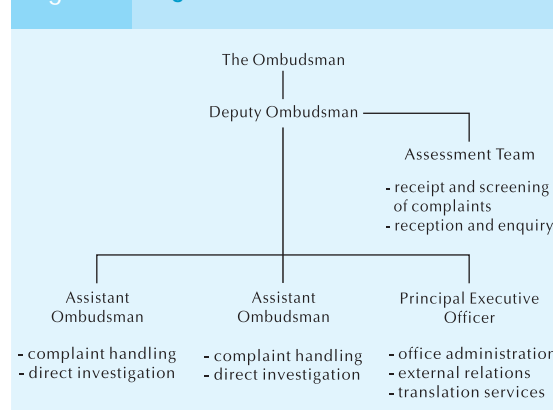 The Ombudsman
Deputy Ombudsman
Assessment Team
- receipt and screening
of complaints
- reception and enquiry
Assistant
Ombudsman
- complaint handling
- direct investigation
Assistant
Ombudsman
- complaint handling
- direct investigation
Principal Executive
Officer
- office administration
- external relations
- translation services